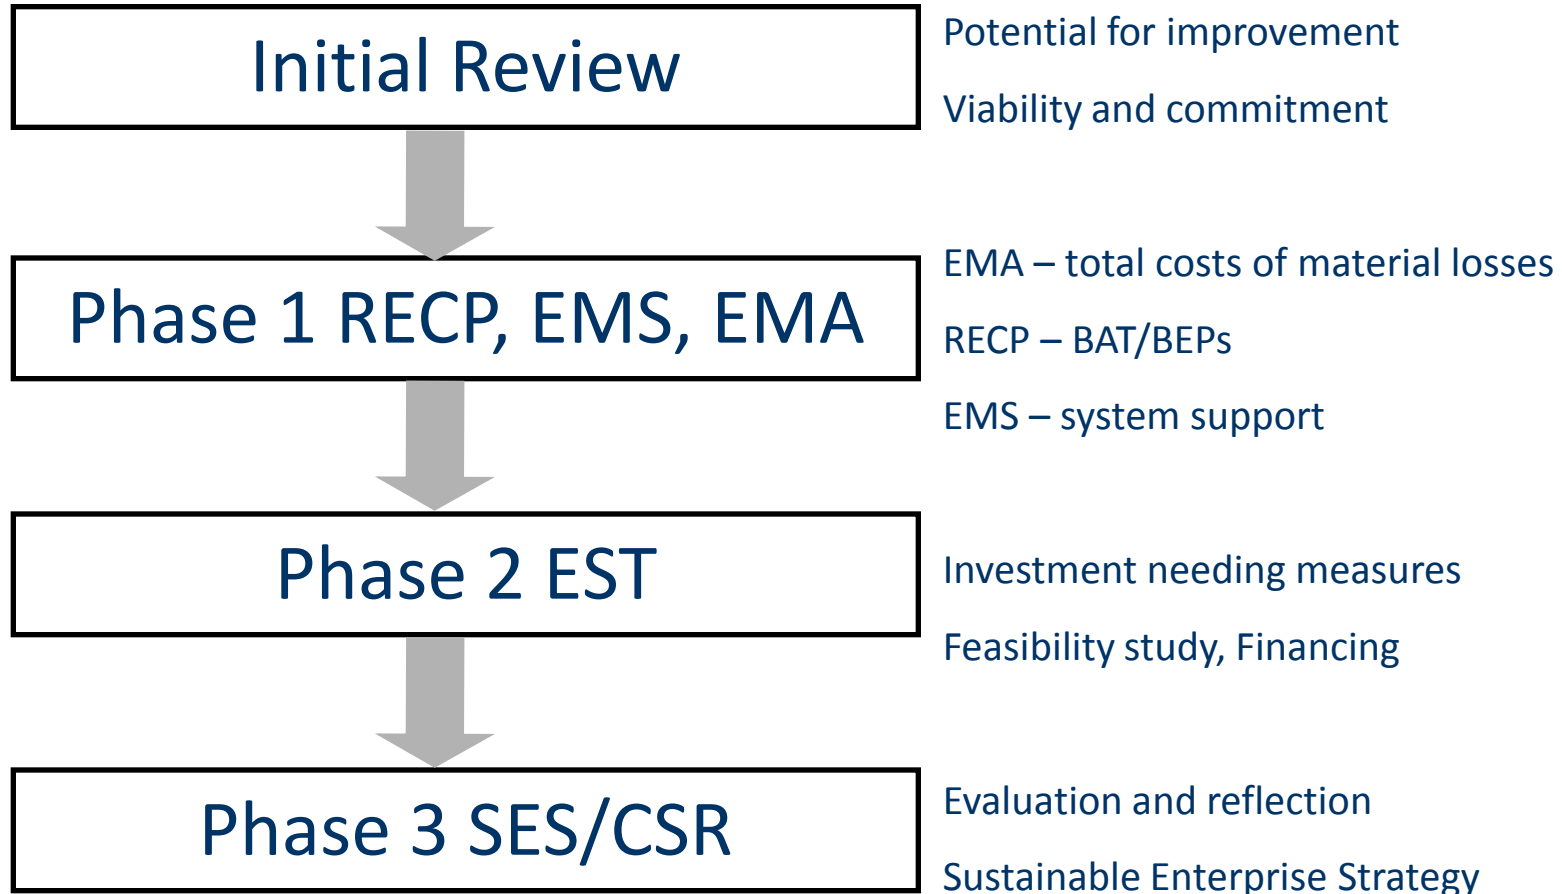 Initial Review
Potential for improvement
Viability and commitment
Phase 1 RECP, EMS, EMA
EMA – total costs of material losses
RECP – BAT/BEPs
EMS – system support
Phase 2 EST
Investment needing measures
Feasibility study, Financing
Phase 3 SES/CSR
Evaluation and reflection
Sustainable Enterprise Strategy